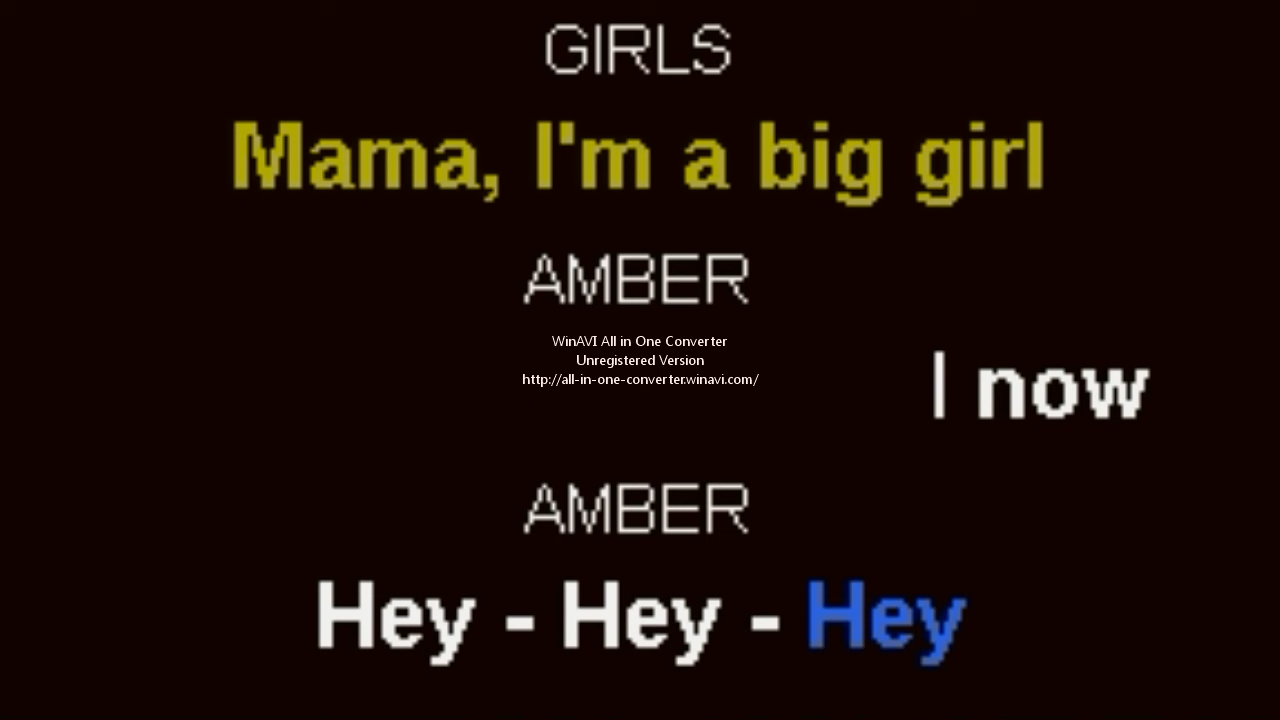 GIRLS
Mama, I'm a big girl
AMBER
WinAVI All in One Converter
Unregistered Version
http://all-in-one-converter.winavi.com/
l now
AMBER
Hey - Hey - Hey